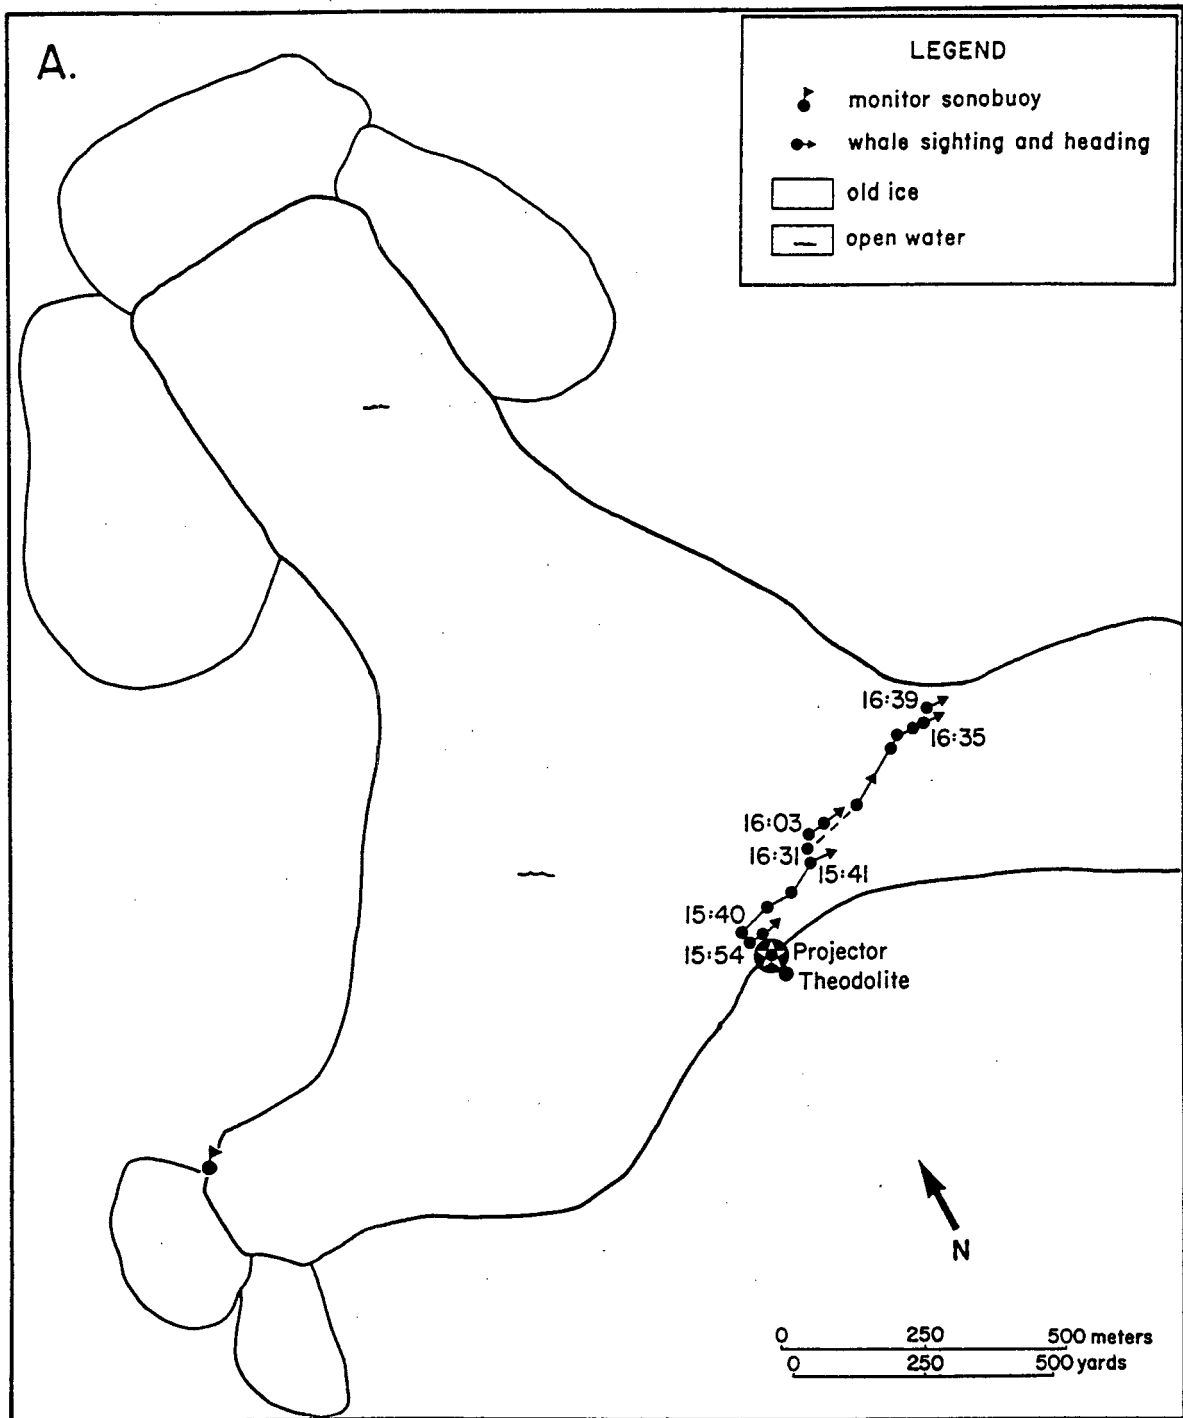 A.
LEGEND
monitor sonobuoy
whale sighting and heading
old ice
open water
16:39
16:35
16:03
16:31
15:41
15:40
15:54
Projector
Theodolite
N
0 250 500 meters
0 250 500 yards